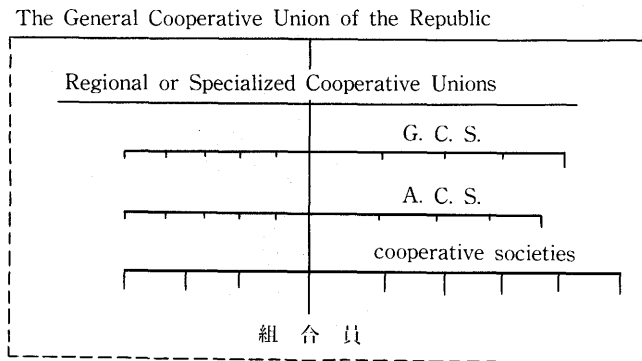 The General Cooperative Union of the Republic
Regional or Specialized Cooperative Unions
G. C. S.
A. C. S.
cooperative societies
組 合 員